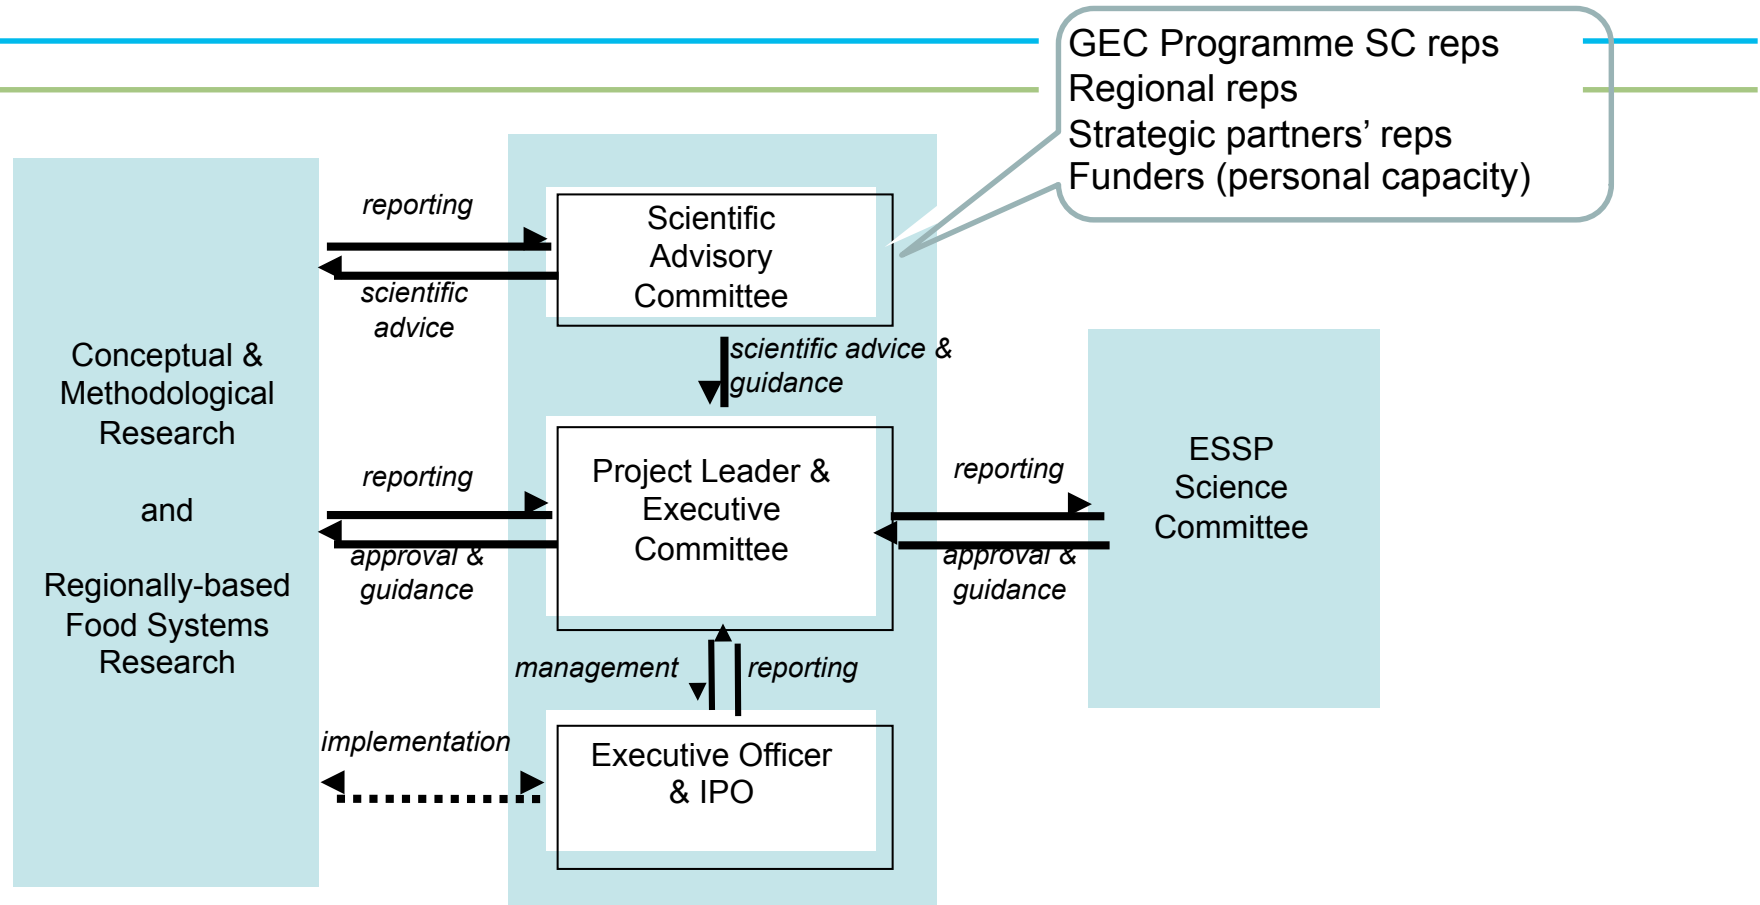 GEC Programme SC reps
Regional reps
Strategic partners’ reps
Funders (personal capacity)
reporting
scientific
advice
Scientific
Advisory
Committee
scientific advice &
guidance
Conceptual &
Methodological
Research
and
Regionally-based
Food Systems
Research
reporting
approval &
guidance
Project Leader &
Executive
Committee
reporting
approval &
guidance
ESSP
Science
Committee
management
reporting
implementation
Executive Officer
& IPO